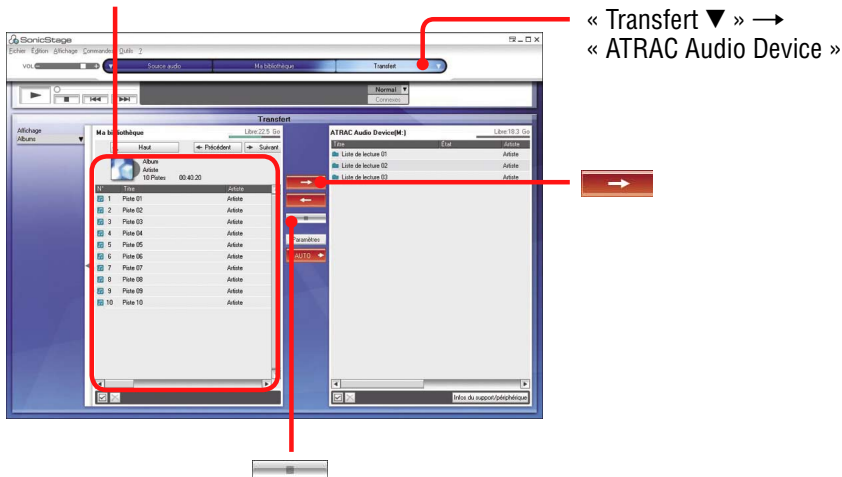 « Transfert ▼ » →
« ATRAC Audio Device »
SonicStage
Fichier Édition Affichage Commandes Outils ?
VOL Source audio Ma bibliothèque Transfert
Normal ▼
Connexes
Transfert
Affichage
Albums ▼
Ma bibliothèque Libre:22.5 Go
Haut Précédent Suivant
Album
Artiste
10 Pistes 00:40:20
N° Titre Artiste
1 Piste 01 Artiste
2 Piste 02 Artiste
3 Piste 03 Artiste
4 Piste 04 Artiste
5 Piste 05 Artiste
6 Piste 06 Artiste
7 Piste 07 Artiste
8 Piste 08 Artiste
9 Piste 09 Artiste
10 Piste 10 Artiste
Paramètres
AUTO
ATRAC Audio Device(M:) Libre:18.3 Go
Titre État Artiste
Liste de lecture 01 Artiste
Liste de lecture 02 Artiste
Liste de lecture 03 Artiste
Infos du support/périphérique